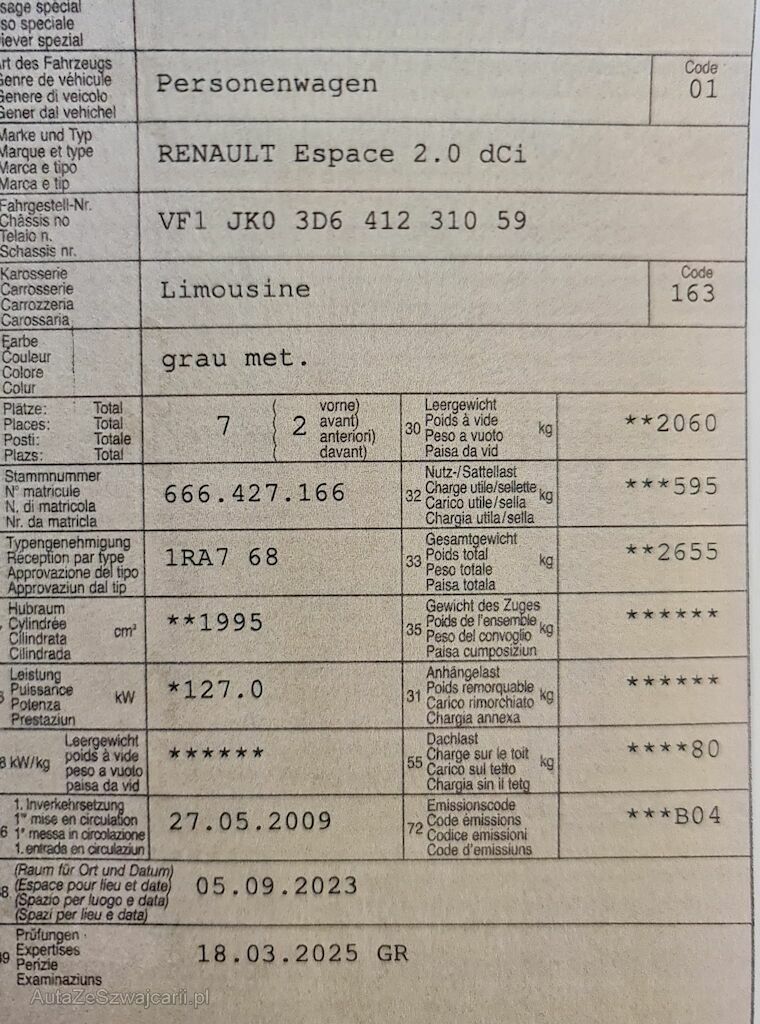 sage spécial
so speciale
diever spezial
Art des Fahrzeugs
Genre de véhicule
Genere di veicolo
Gener dal vehichel
Personenwagen
Code
01
Marke und Typ
Marque et type
Marca e tipo
Marca e tip
RENAULT Espace 2.0 dCi
Fahrgestell-Nr.
Châssis no
Telaio n.
Schassis nr.
VF1 JK0 3D6 412 310 59
Karosserie
Carrosserie
Carrozzeria
Carossaria
Limousine
Code
163
Farbe
Couleur
Colore
Colur
grau met.
Plätze: Total
Places: Total
Posti: Totale
Plazs: Total
7
( 2 vorne)
avant)
anteriori)
davant)
30 Leergewicht
Poids à vide
Peso a vuoto
Paisa da vid
kg
**2060
Stammnummer
N° matricule
N. di matricola
Nr. da matricla
666.427.166
32 Nutz-/Sattellast
Charge utile/sellette
Carico utile/sella
Chargia utila/sella
kg
***595
Typengenehmigung
Réception par type
Approvazione del tipo
Approvaziun dal tip
1RA7 68
33 Gesamtgewicht
Poids total
Peso totale
Paisa totala
kg
**2655
Hubraum
Cylindrée
Cilindrata
Cilindrada
cm³
**1995
35 Gewicht des Zuges
Poids de l'ensemble
Peso del convoglio
Paisa cumposiziun
kg
******
Leistung
Puissance
Potenza
Prestaziun
kW
*127.0
31 Anhängelast
Poids remorquable
Carico rimorchiato
Chargia annexa
kg
******
8 kW/kg
Leergewicht
poids à vide
peso a vuoto
paisa da vid
******
55 Dachlast
Charge sur le toit
Carico sul tetto
Chargia sin il tetg
kg
****80
6 1. Inverkehrsetzung
1re mise en circulation
1a messa in circolazione
1. entrada en circulaziun
27.05.2009
72 Emissionscode
Code émissions
Codice emissioni
Code d'emissiuns
***B04
8 (Raum für Ort und Datum)
(Espace pour lieu et date)
(Spazio per luogo e data)
(Spazi per lieu e data)
05.09.2023
9 Prüfungen
Expertises
Perizie
Examinaziuns
18.03.2025 GR
AutaZeSzwajcarii.pl